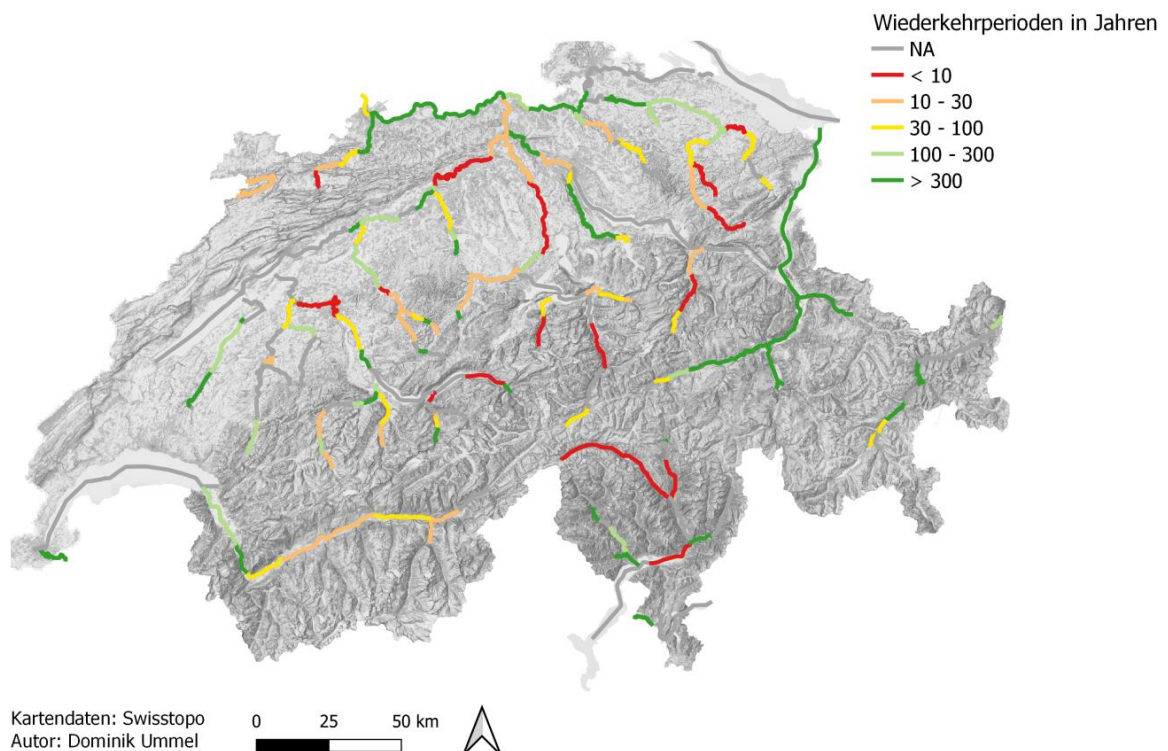 Wiederkehrperioden in Jahren
NA
< 10
10 - 30
30 - 100
100 - 300
> 300
Kartendaten: Swisstopo
Autor: Dominik Ummel
0 25 50 km